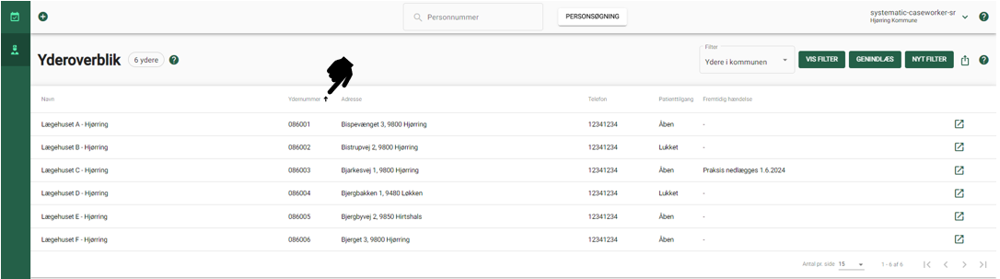 Personnummer
PERSONSØGNING
systematic-caseworker-sr
Hjørring Kommune
Yderoverblik
6 ydere
Filter
Ydere i kommunen
VIS FILTER
GENINDLÆS
NYT FILTER
Navn Ydernummer Adresse Telefon Patienttilgang Fremtidig hændelse
Lægehuset A - Hjørring 086001 Bispevænget 3, 9800 Hjørring 12341234 Åben -
Lægehuset B - Hjørring 086002 Bistrupvej 2, 9800 Hjørring 12341234 Lukket -
Lægehuset C - Hjørring 086003 Bjarkesvej 1, 9800 Hjørring 12341234 Åben Praksis nedlægges 1.6.2024
Lægehuset D - Hjørring 086004 Bjergbakken 1, 9480 Løkken 12341234 Lukket -
Lægehuset E - Hjørring 086005 Bjergbyvej 2, 9850 Hirtshals 12341234 Åben -
Lægehuset F - Hjørring 086006 Bjerget 3, 9800 Hjørring 12341234 Åben -
Antal pr. side 15 1 - 6 af 6